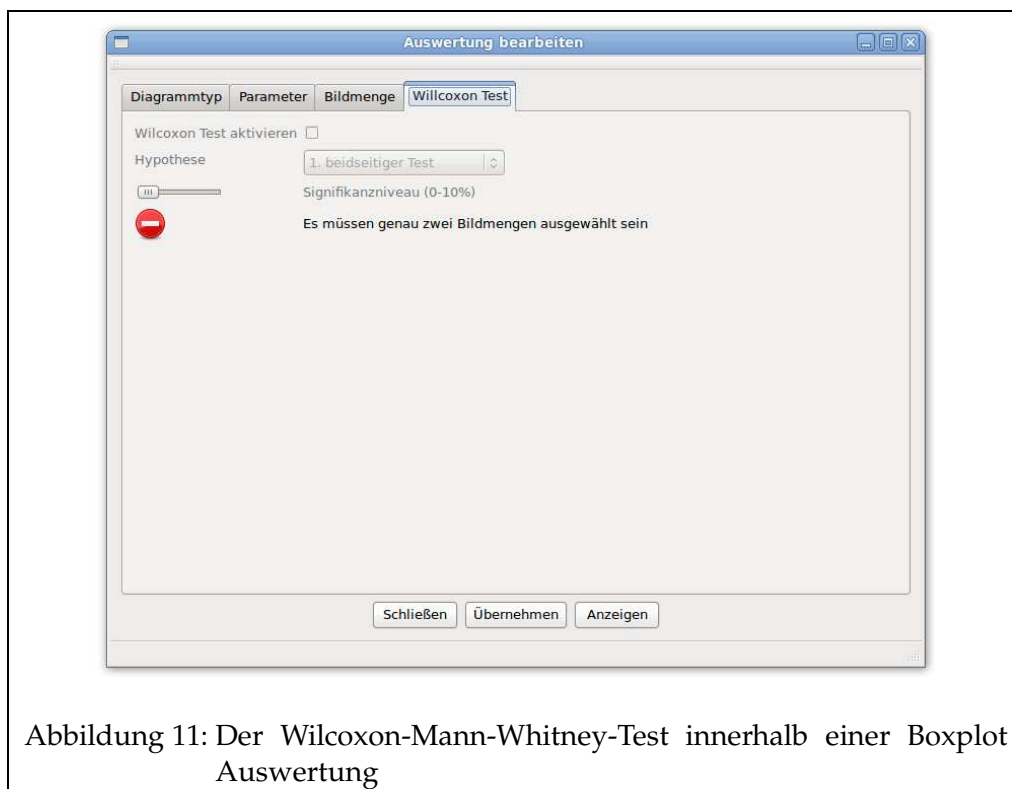 Auswertung bearbeiten
Diagrammtyp Parameter Bildmenge Willcoxon Test
Wilcoxon Test aktivieren
Hypothese 1. beidseitiger Test
Signifikanzniveau (0-10%)
Es müssen genau zwei Bildmengen ausgewählt sein
Schließen Übernehmen Anzeigen
Abbildung 11: Der Wilcoxon-Mann-Whitney-Test innerhalb einer Boxplot
Auswertung